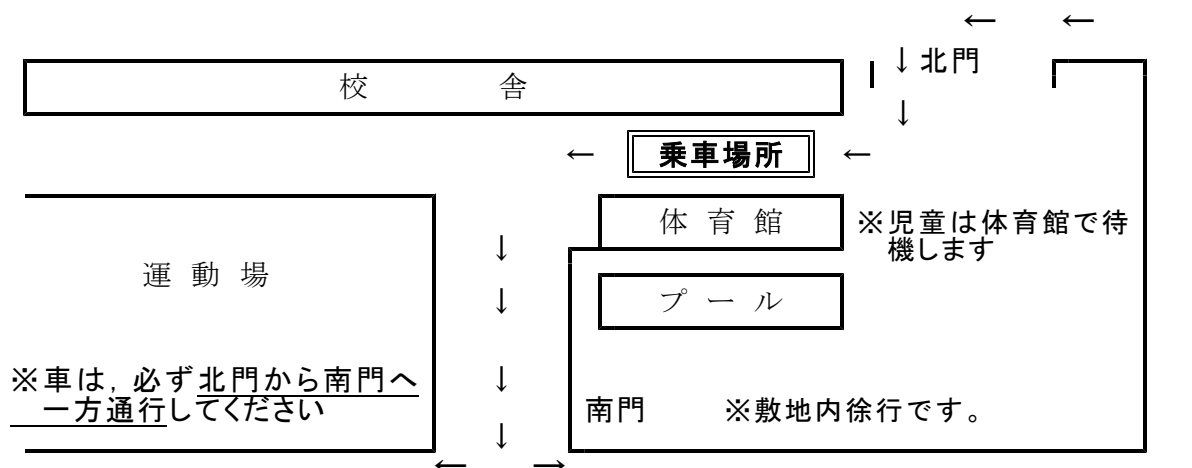 ← ←
↓北門
校 舎
↓
← 乗車場所 ←
体 育 館
※児童は体育館で待
機します
↓
運 動 場
↓
プ ー ル
※車は，必ず北門から南門へ
一方通行してください
↓
南門 ※敷地内徐行です。
↓
← →